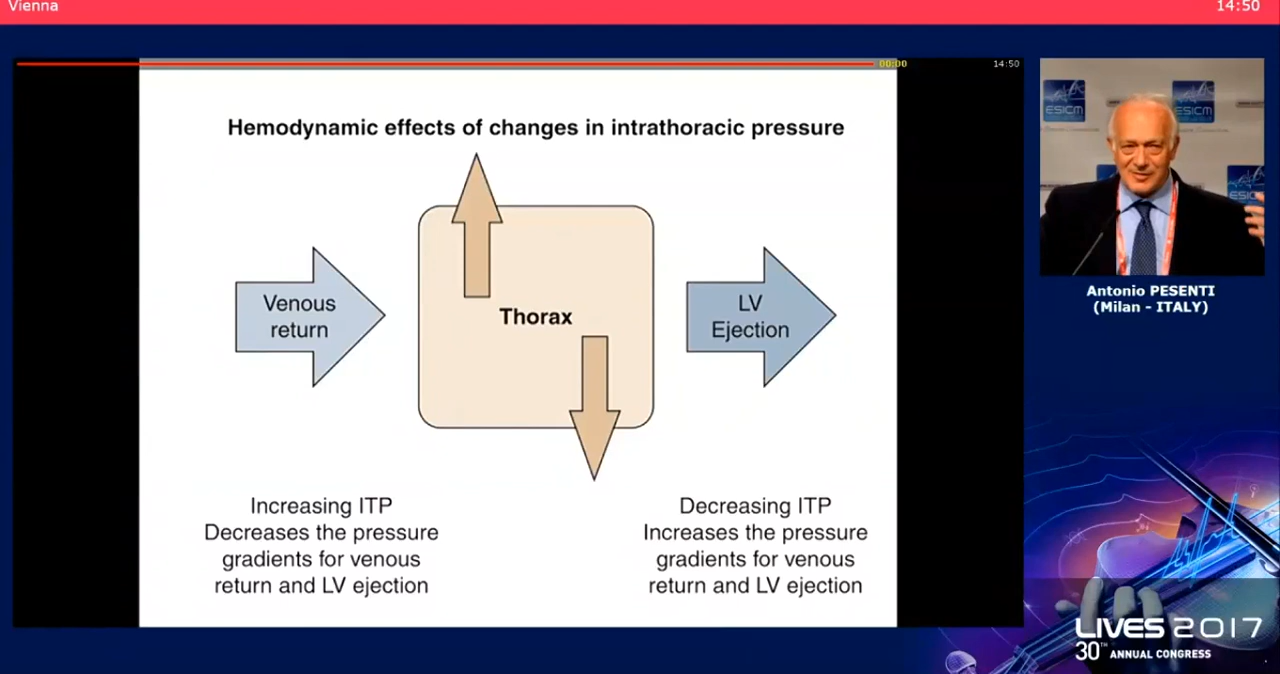 Vienna
14:50
00:00
14:50
Hemodynamic effects of changes in intrathoracic pressure
Venous
return
Thorax
LV
Ejection
Increasing ITP
Decreases the pressure
gradients for venous
return and LV ejection
Decreasing ITP
Increases the pressure
gradients for venous
return and LV ejection
ESICM
ESICM
Antonio PESENTI
(Milan - ITALY)
LIVES 2017
30TH ANNUAL CONGRESS